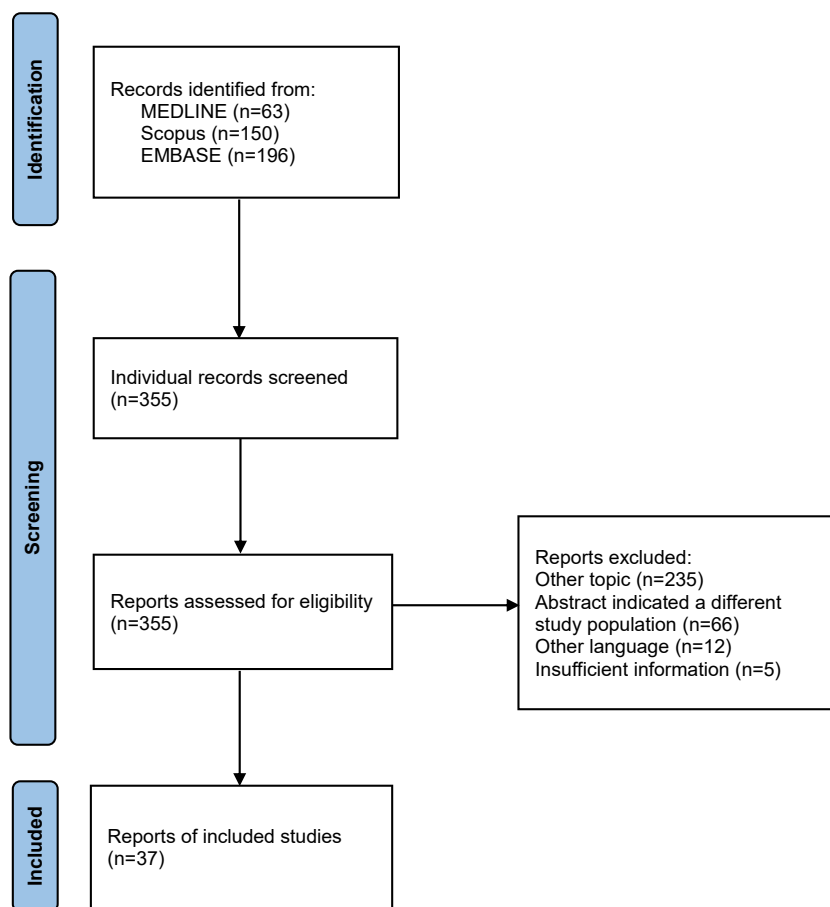 Identification
Records identified from:
MEDLINE (n=63)
Scopus (n=150)
EMBASE (n=196)
Screening
Individual records screened
(n=355)
Reports assessed for eligibility
(n=355)
Reports excluded:
Other topic (n=235)
Abstract indicated a different
study population (n=66)
Other language (n=12)
Insufficient information (n=5)
Included
Reports of included studies
(n=37)